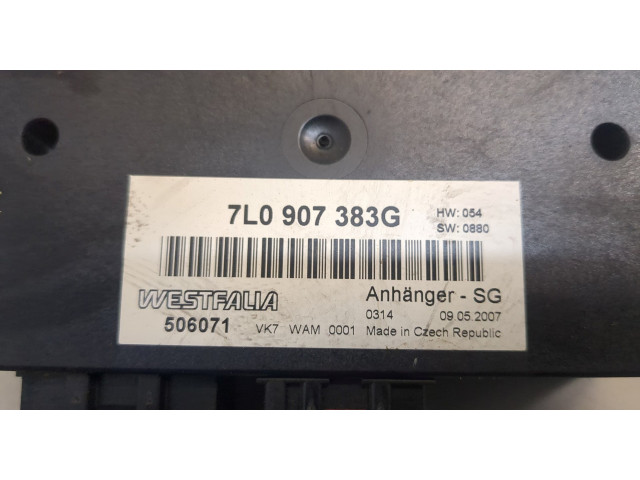 7L0 907 383G
HW: 054
SW: 0880
WESTFALIA
Anhänger - SG
506071 VK7 WAM 0001
0314 09.05.2007
Made in Czech Republic